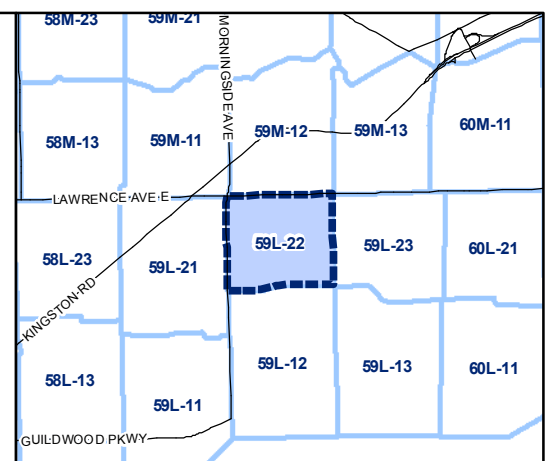 58M-23
59M-21
MORNINGSIDE AVE
58M-13
59M-11
59M-12
59M-13
60M-11
LAWRENCE AVE E
58L-23
59L-21
59L-22
59L-23
60L-21
KINGSTON RD
58L-13
59L-11
59L-12
59L-13
60L-11
GUILDWOOD PKWY